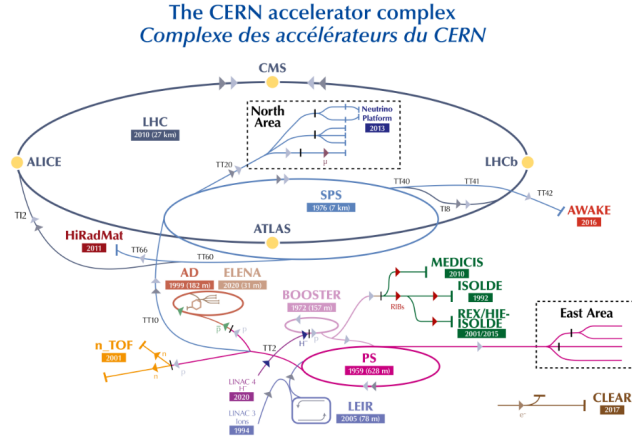 The CERN accelerator complex
Complexe des accélérateurs du CERN
CMS
LHC
2010 (27 km)
North
Area
Neutrino
Platform
2013
μ
ALICE
LHCb
TT20
TT40
TT41
TT42
TI8
TI2
SPS
1976 (7 km)
AWAKE
2016
ATLAS
HiRadMat
2011
TT66
TT60
AD
1999 (182 m)
ELENA
2020 (31 m)
MEDICIS
2010
BOOSTER
1972 (157 m)
ISOLDE
1992
RIBs
REX/HIE-
ISOLDE
2001/2015
East Area
TT10
p
p
H-
p
n_TOF
2001
n
n
p
TT2
PS
1959 (628 m)
LINAC 4
H-
2020
LINAC 3
Ions
1994
LEIR
2005 (78 m)
CLEAR
2017
e-